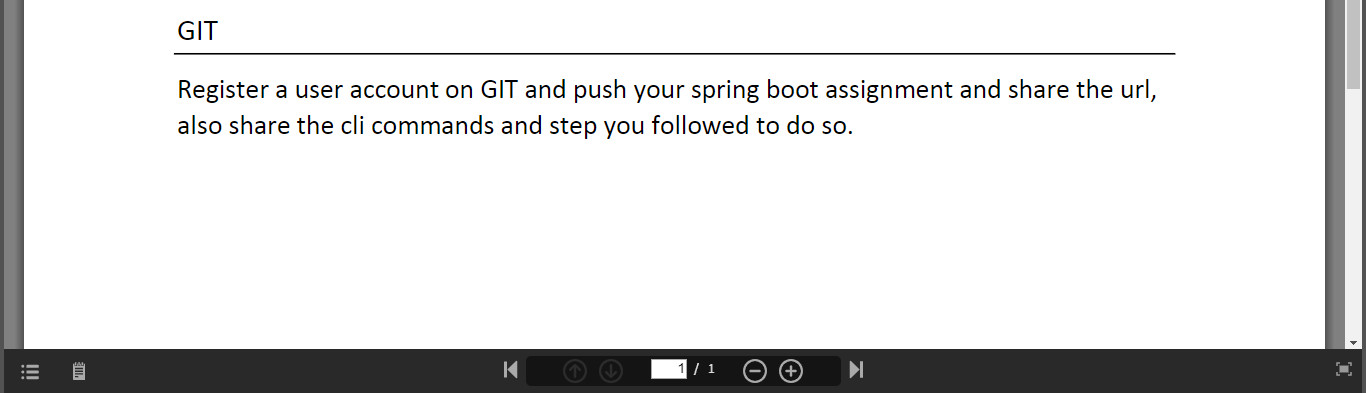 GIT
Register a user account on GIT and push your spring boot assignment and share the url,
also share the cli commands and step you followed to do so.
1 / 1